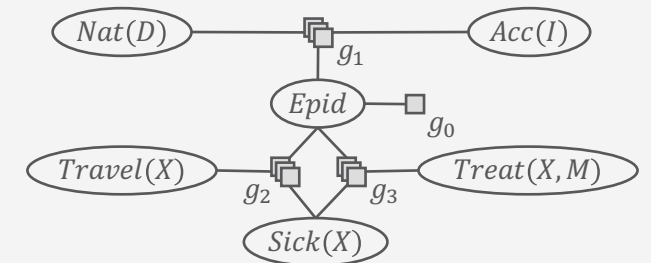 Nat(D) Acc(I)
g₁
Epid
g₀
Travel(X) Treat(X, M)
g₂ g₃
Sick(X)